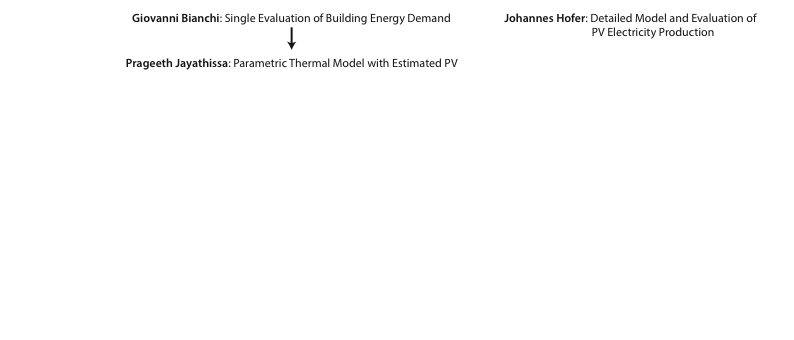 Giovanni Bianchi: Single Evaluation of Building Energy Demand
Prageeth Jayathissa: Parametric Thermal Model with Estimated PV
Johannes Hofer: Detailed Model and Evaluation of
PV Electricity Production